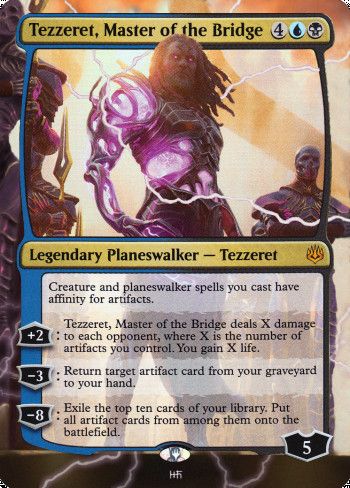 Tezzeret, Master of the Bridge 4
Legendary Planeswalker — Tezzeret
Creature and planeswalker spells you cast have
affinity for artifacts.
+2 : Tezzeret, Master of the Bridge deals X damage
to each opponent, where X is the number of
artifacts you control. You gain X life.
−3 : Return target artifact card from your graveyard
to your hand.
−8 : Exile the top ten cards of your library. Put
all artifact cards from among them onto the
battlefield.
5